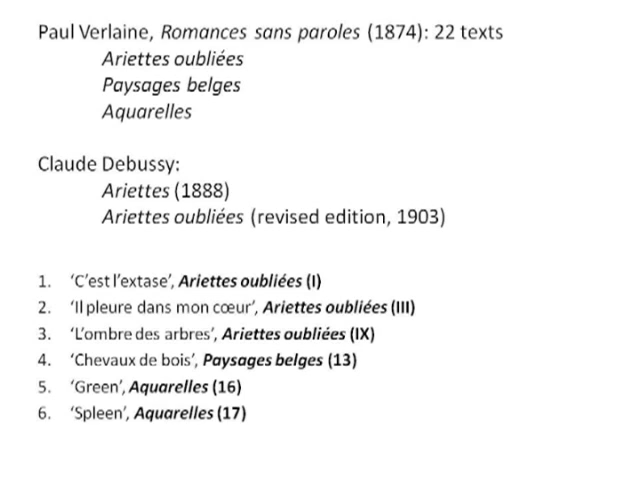 Paul Verlaine, Romances sans paroles (1874): 22 texts
Ariettes oubliées
Paysages belges
Aquarelles
Claude Debussy:
Ariettes (1888)
Ariettes oubliées (revised edition, 1903)
1. ‘C’est l’extase’, Ariettes oubliées (I)
2. ‘Il pleure dans mon cœur’, Ariettes oubliées (III)
3. ‘L’ombre des arbres’, Ariettes oubliées (IX)
4. ‘Chevaux de bois’, Paysages belges (13)
5. ‘Green’, Aquarelles (16)
6. ‘Spleen’, Aquarelles (17)